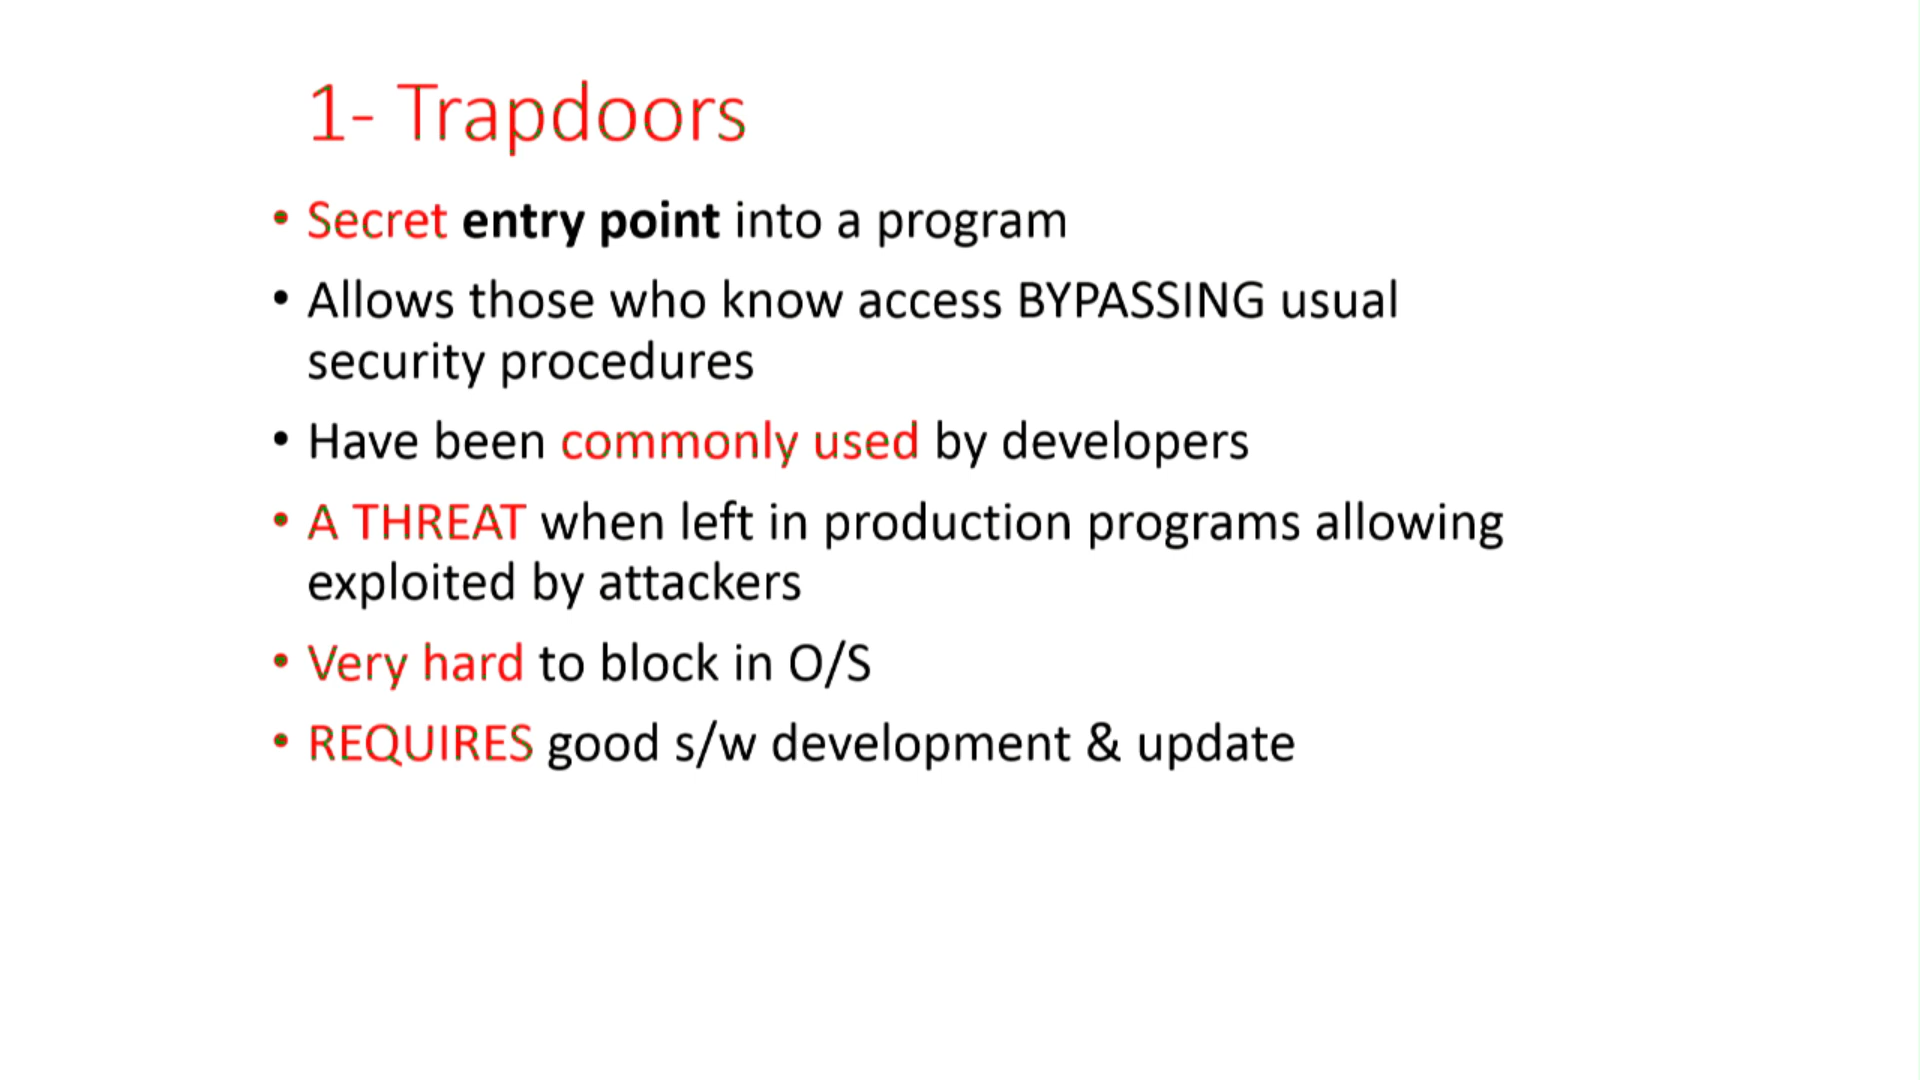 1- Trapdoors
• Secret entry point into a program
• Allows those who know access BYPASSING usual
security procedures
• Have been commonly used by developers
• A THREAT when left in production programs allowing
exploited by attackers
• Very hard to block in O/S
• REQUIRES good s/w development & update